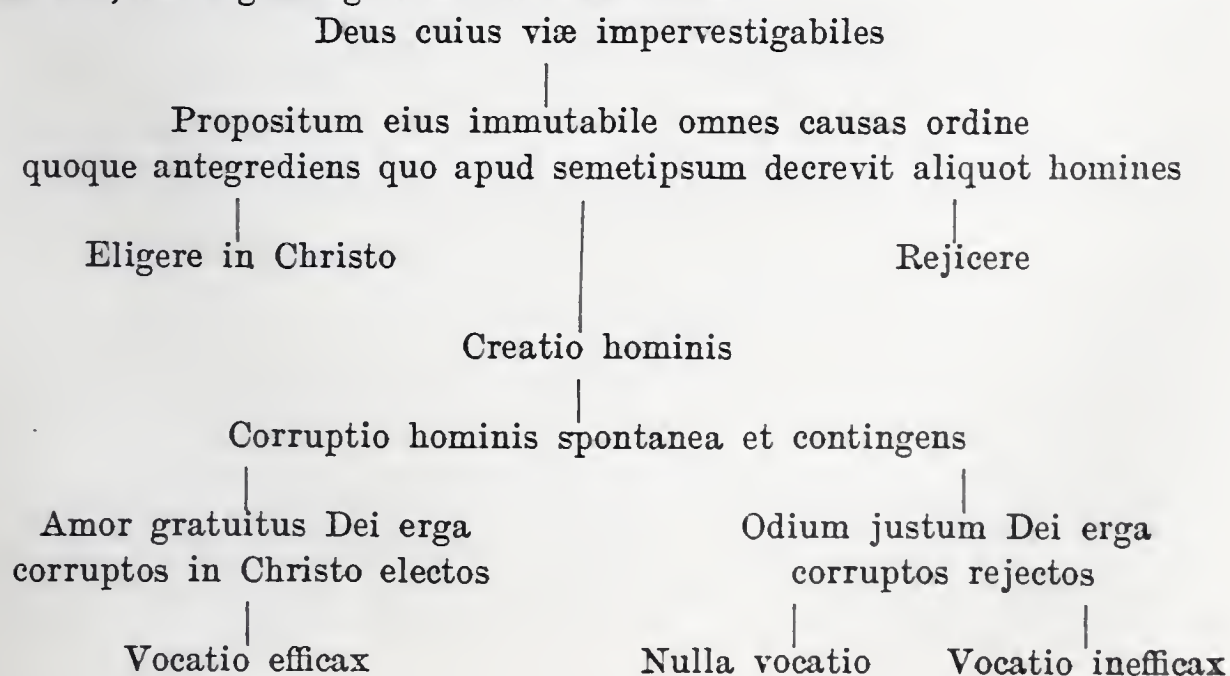 Deus cuius viæ impervestigabiles
Propositum eius immutabile omnes causas ordine
quoque antegrediens quo apud semetipsum decrevit aliquot homines
Eligere in Christo
Rejicere
Creatio hominis
Corruptio hominis spontanea et contingens
Amor gratuitus Dei erga
corruptos in Christo electos
Odium justum Dei erga
corruptos rejectos
Vocatio efficax
Nulla vocatio
Vocatio inefficax